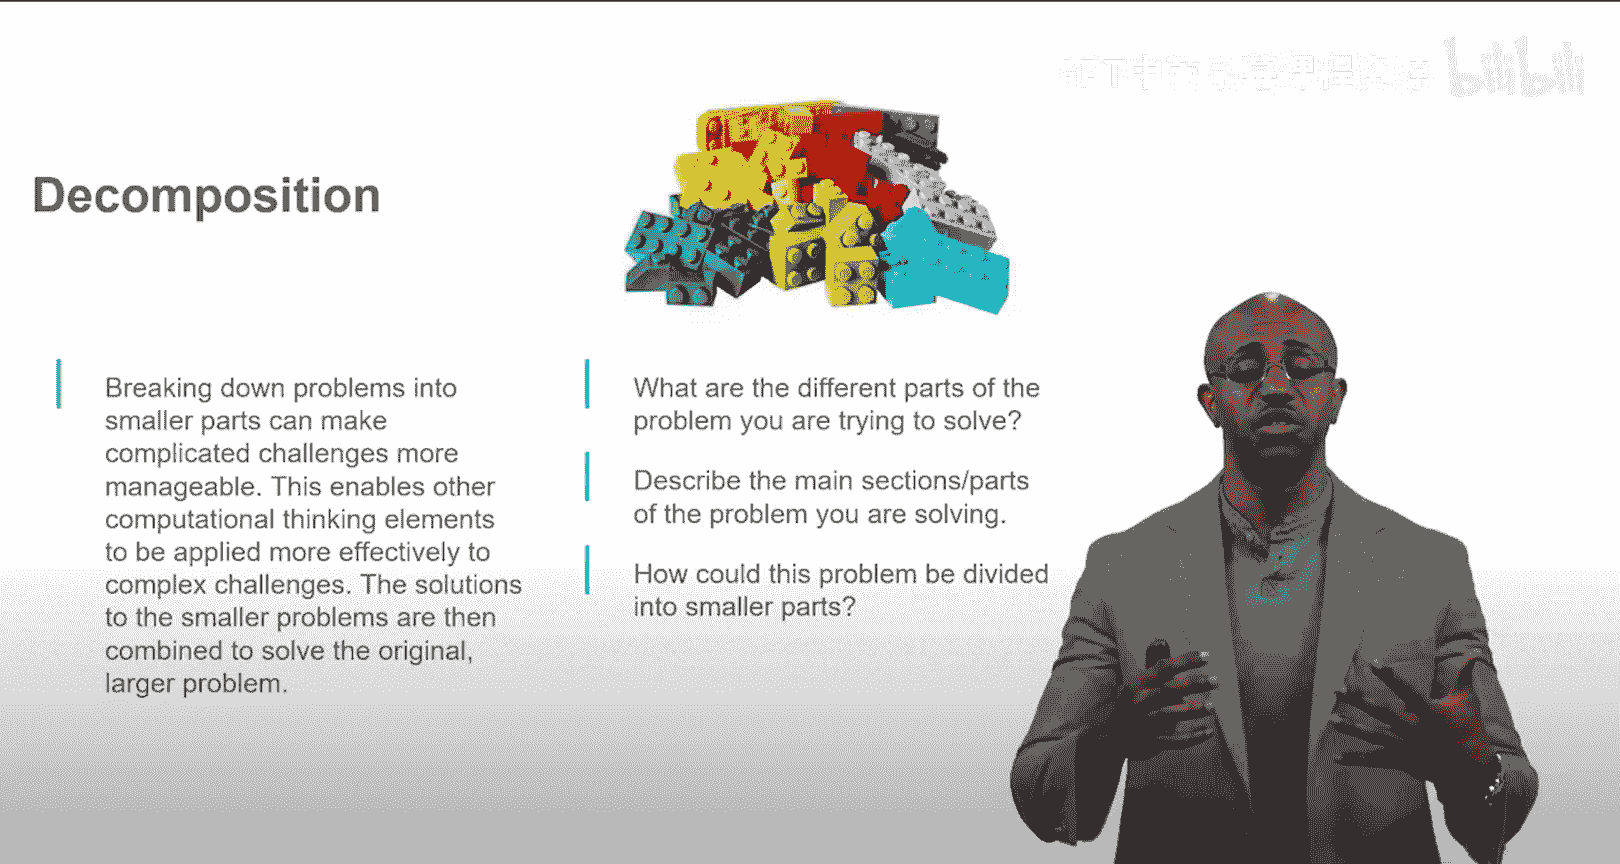 bilibili
Decomposition
Breaking down problems into
smaller parts can make
complicated challenges more
manageable. This enables other
computational thinking elements
to be applied more effectively to
complex challenges. The solutions
to the smaller problems are then
combined to solve the original,
larger problem.
What are the different parts of the
problem you are trying to solve?
Describe the main sections/parts
of the problem you are solving.
How could this problem be divided
into smaller parts?